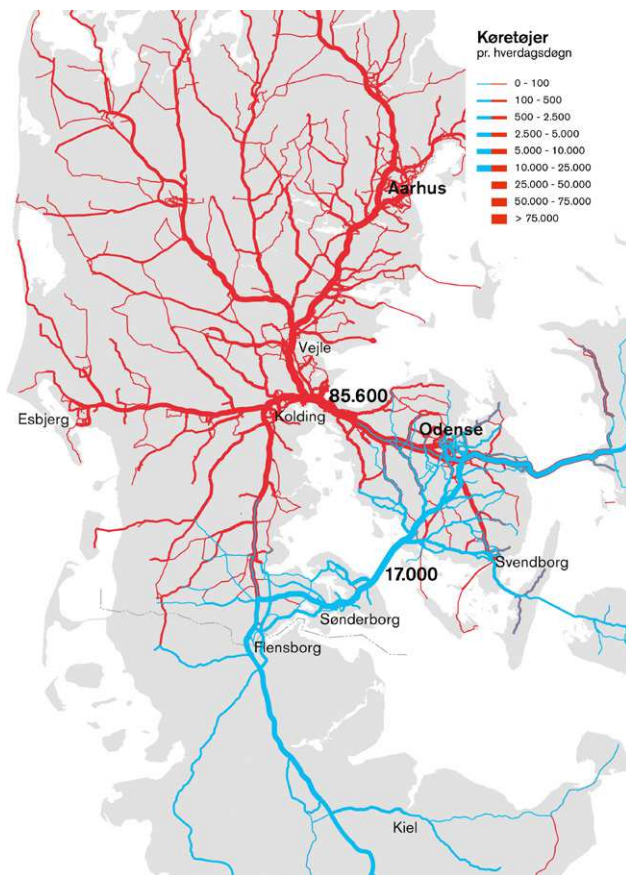 Køretøjer
pr. hverdagsdøgn
0 - 100
100 - 500
500 - 2.500
2.500 - 5.000
5.000 - 10.000
10.000 - 25.000
25.000 - 50.000
50.000 - 75.000
> 75.000
Aarhus
Vejle
85.600
Esbjerg
Kolding
Odense
17.000
Svendborg
Sønderborg
Flensborg
Kiel